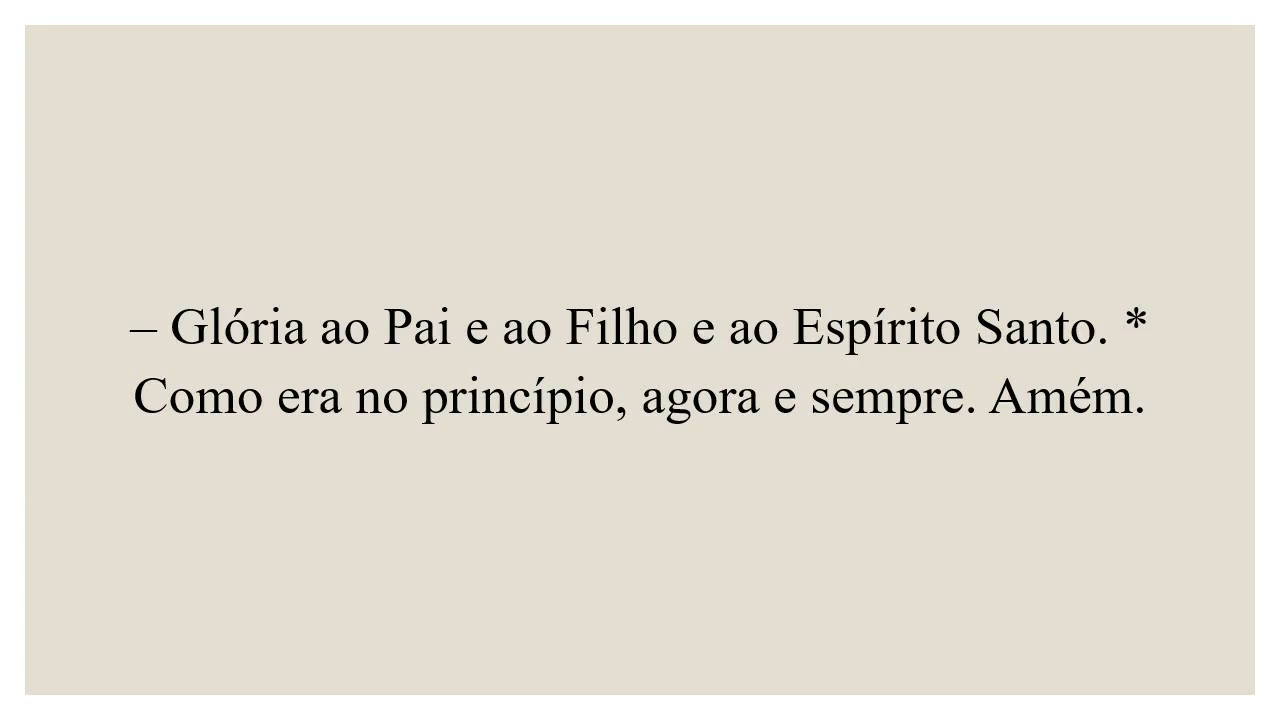 – Glória ao Pai e ao Filho e ao Espírito Santo. *
Como era no princípio, agora e sempre. Amém.